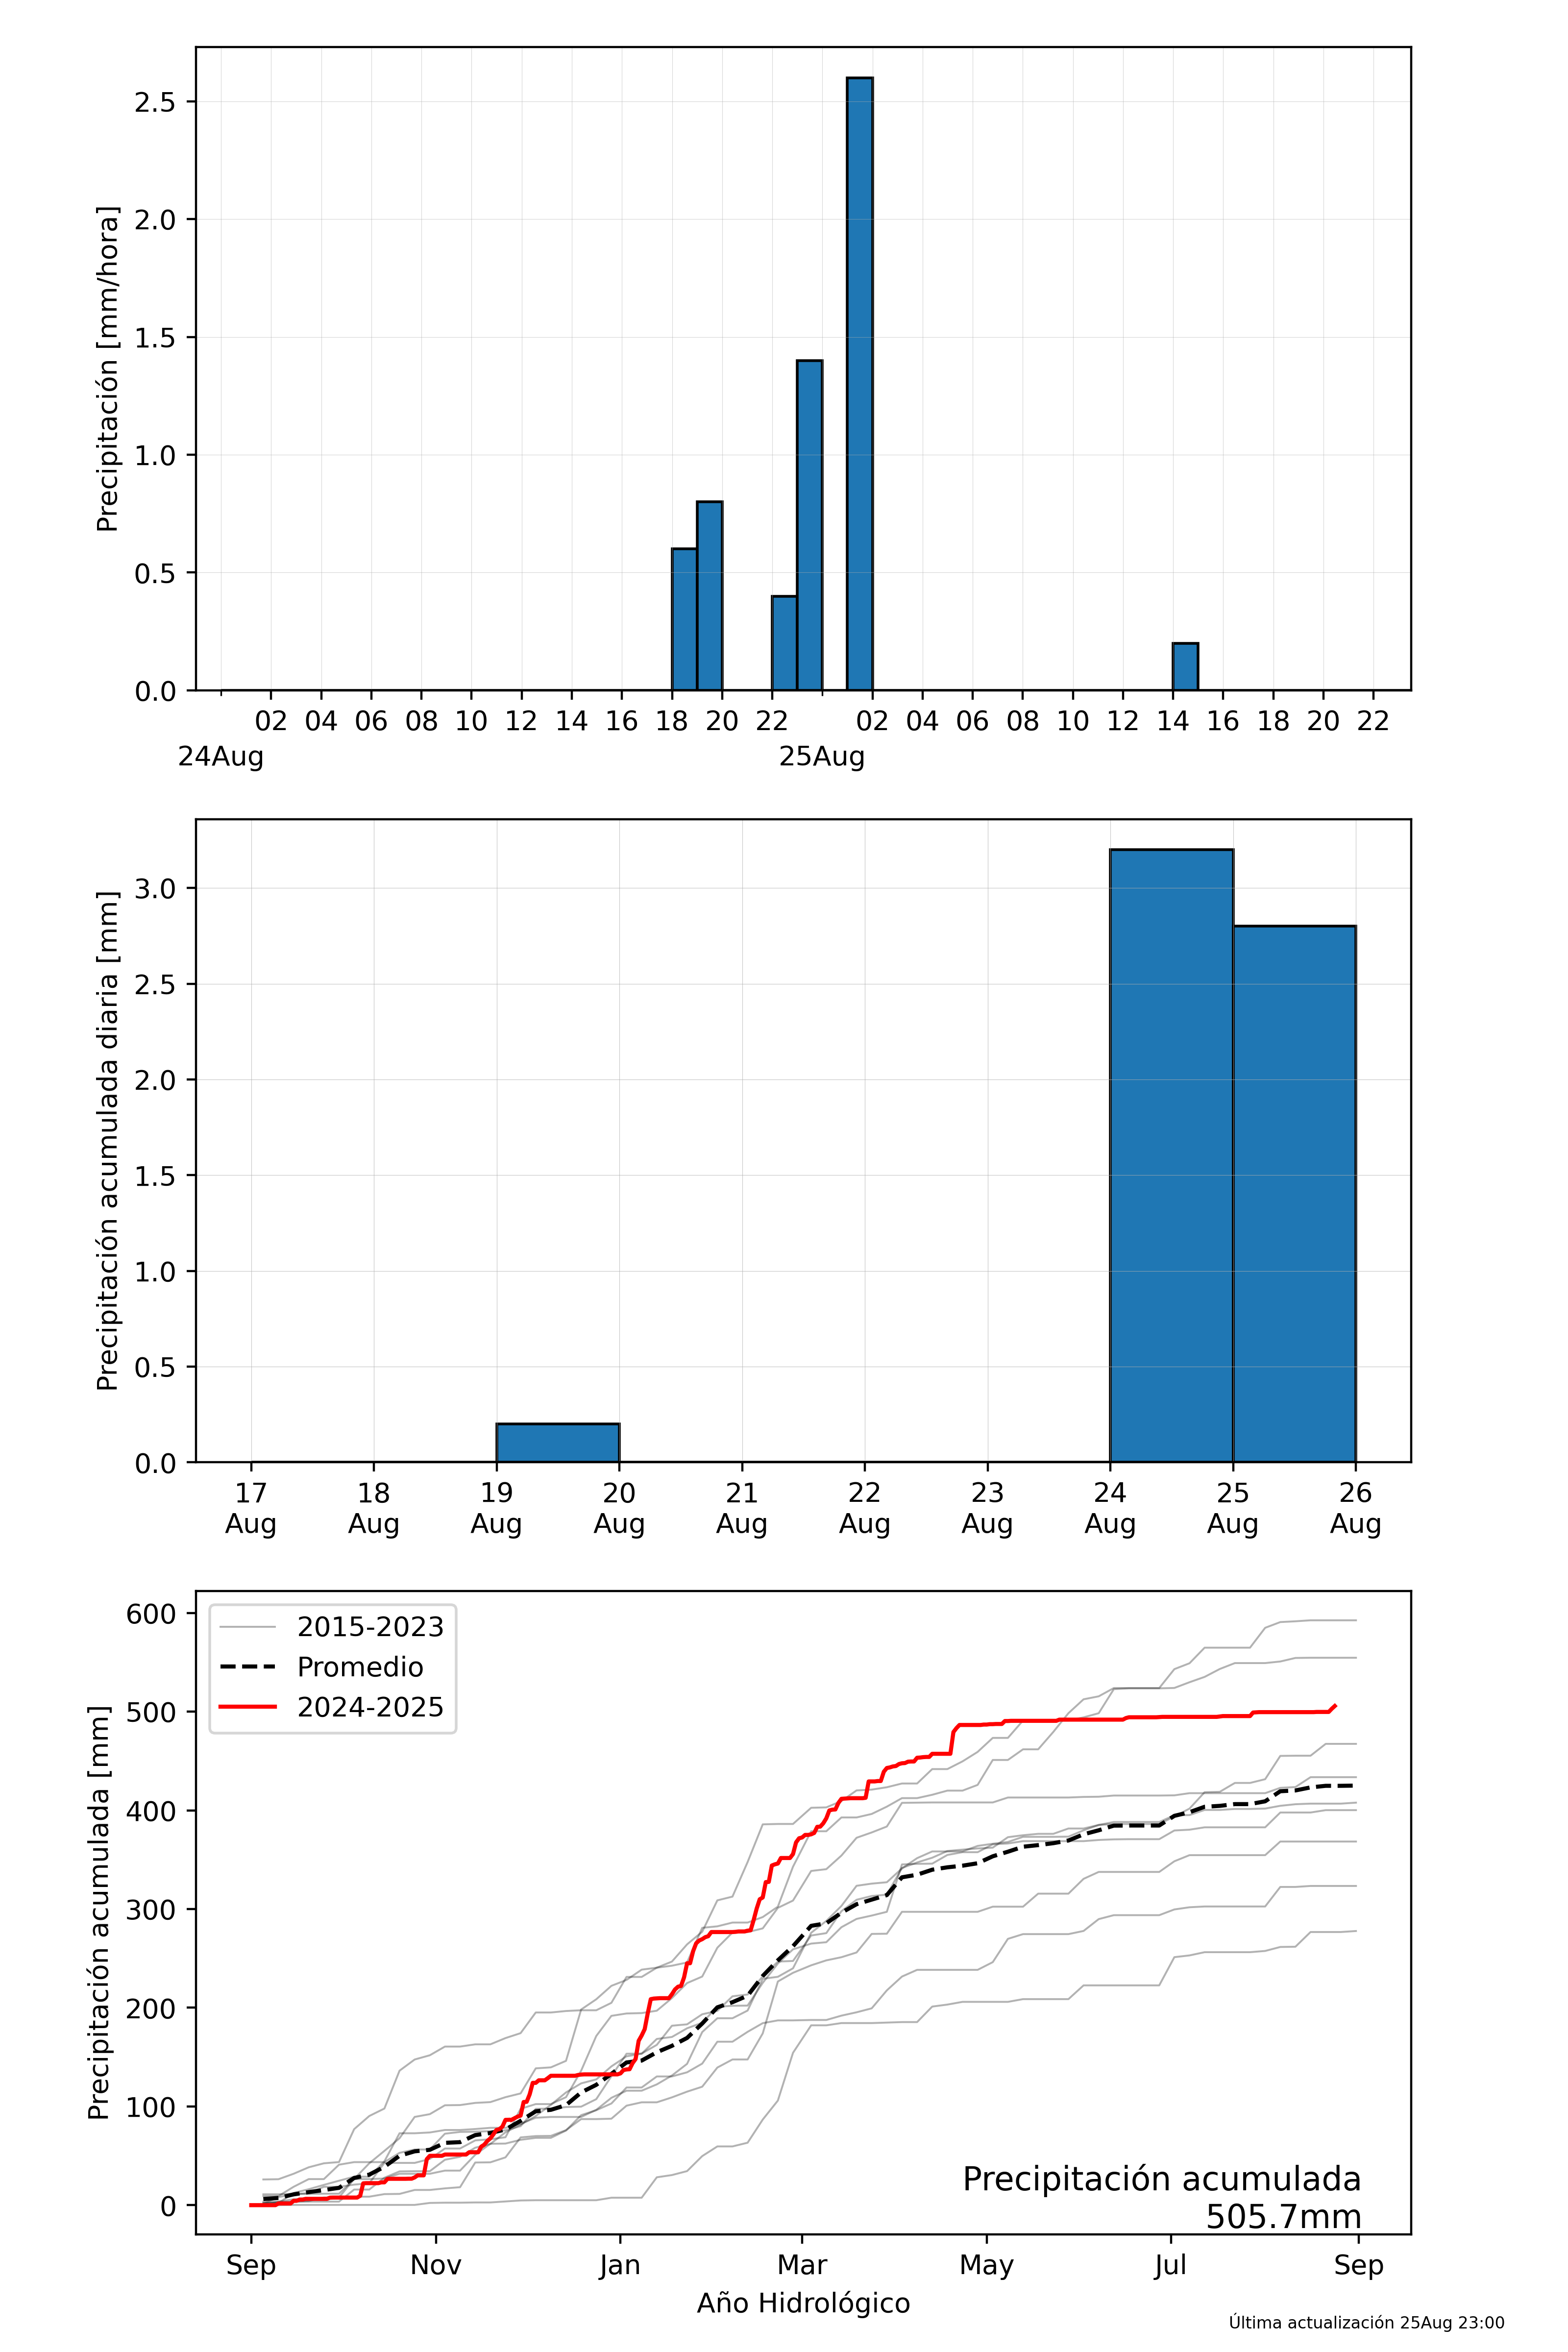 2.5
2.0
1.5
1.0
0.5
0.0
Precipitación [mm/hora]
02 04 06 08 10 12 14 16 18 20 22 02 04 06 08 10 12 14 16 18 20 22
24Aug 25Aug
3.0
2.5
2.0
1.5
1.0
0.5
0.0
Precipitación acumulada diaria [mm]
17 18 19 20 21 22 23 24 25 26
Aug Aug Aug Aug Aug Aug Aug Aug Aug Aug
600
500
400
300
200
100
0
Precipitación acumulada [mm]
2015-2023
Promedio
2024-2025
Precipitación acumulada
505.7mm
Sep Nov Jan Mar May Jul Sep
Año Hidrológico
Última actualización 25Aug 23:00